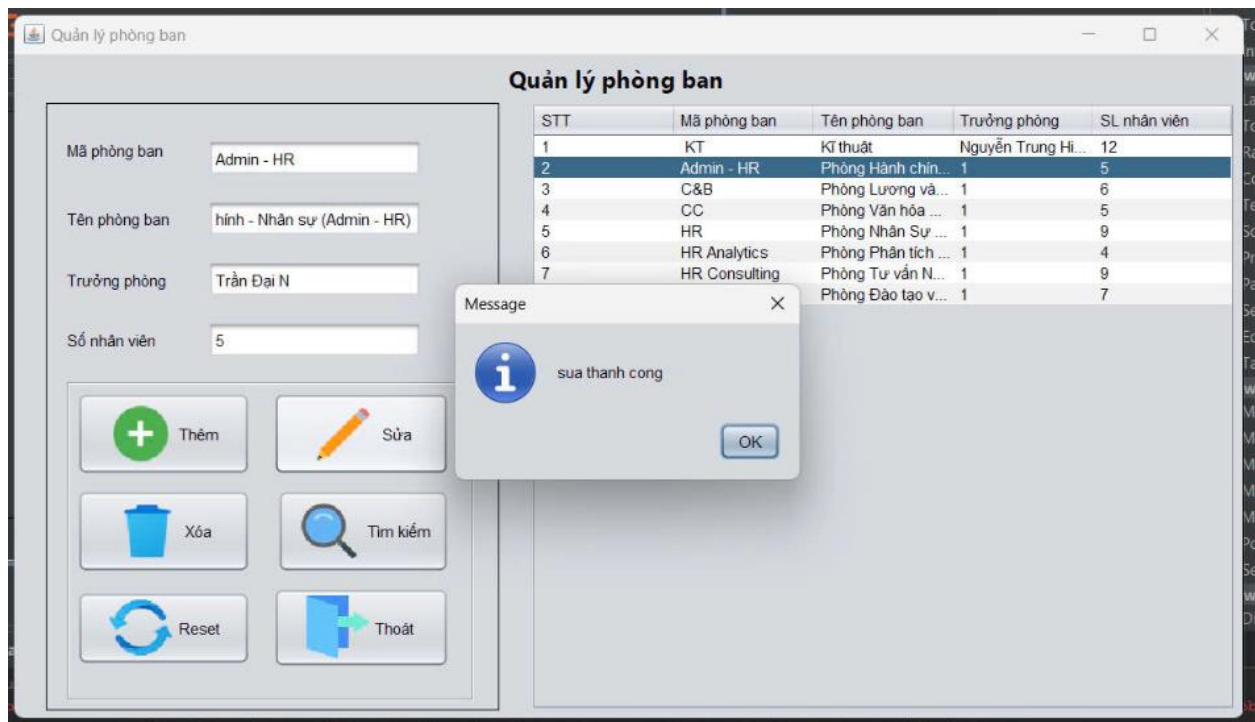 Quản lý phòng ban
Quản lý phòng ban
Mã phòng ban
Admin - HR
Tên phòng ban
hính - Nhân sự (Admin - HR)
Trưởng phòng
Trần Đại N
Số nhân viên
5
Thêm
Sửa
Xóa
Tìm kiếm
Reset
Thoát
STT Mã phòng ban Tên phòng ban Trưởng phòng SL nhân viên
1 KT Kĩ thuật Nguyễn Trung Hi... 12
2 Admin - HR Phòng Hành chín... 1 5
3 C&B Phòng Lương và... 1 6
4 CC Phòng Văn hóa ... 1 5
5 HR Phòng Nhân Sự ... 1 9
6 HR Analytics Phòng Phân tích ... 1 4
7 HR Consulting Phòng Tư vấn N... 1 9
Phòng Đào tạo v... 1 7
Message
sua thanh cong
OK